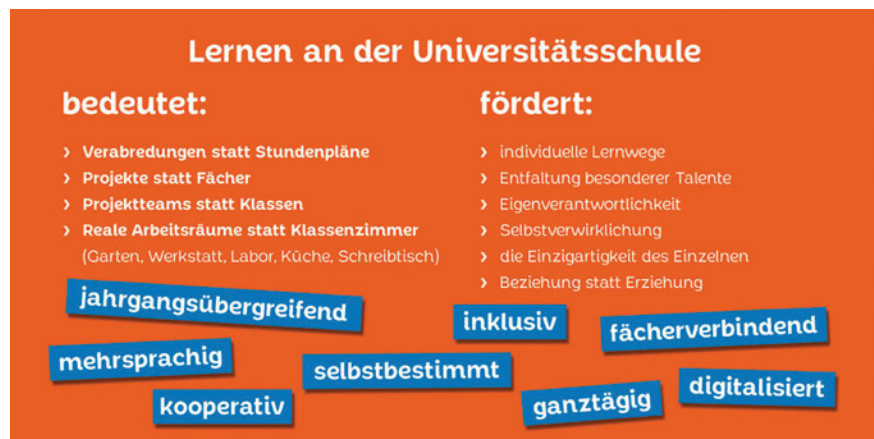 Lernen an der Universitätsschule
bedeutet:
› Verabredungen statt Stundenpläne
› Projekte statt Fächer
› Projektteams statt Klassen
› Reale Arbeitsräume statt Klassenzimmer
(Garten, Werkstatt, Labor, Küche, Schreibtisch)
fördert:
› individuelle Lernwege
› Entfaltung besonderer Talente
› Eigenverantwortlichkeit
› Selbstverwirklichung
› die Einzigartigkeit des Einzelnen
› Beziehung statt Erziehung
jahrgangsübergreifend
inklusiv
fächerverbindend
mehrsprachig
selbstbestimmt
kooperativ
ganztägig
digitalisiert